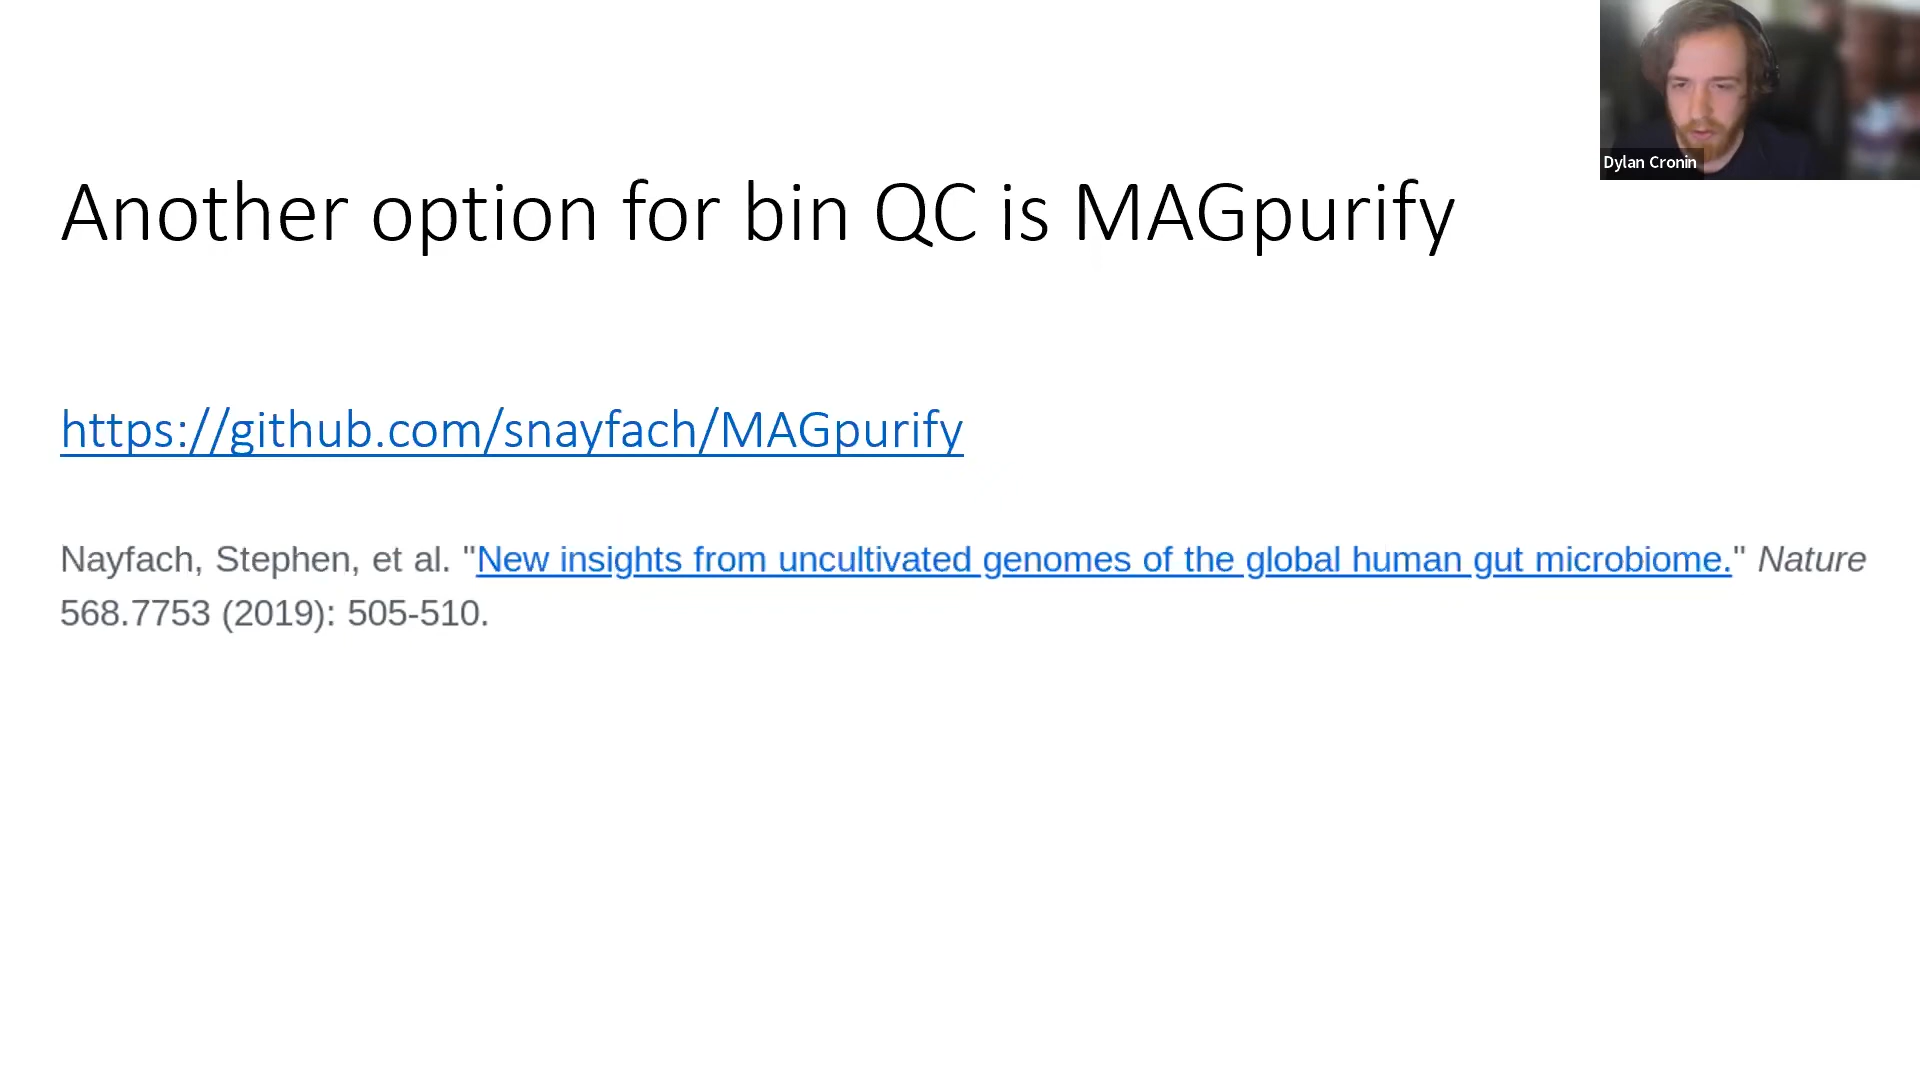 Dylan Cronin
Another option for bin QC is MAGpurify
https://github.com/snayfach/MAGpurify
Nayfach, Stephen, et al. "New insights from uncultivated genomes of the global human gut microbiome." Nature
568.7753 (2019): 505-510.